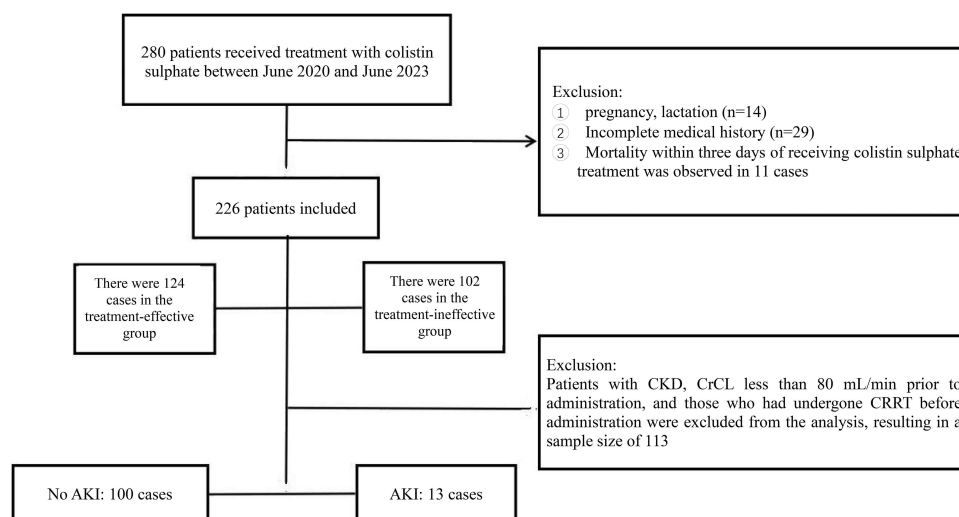 280 patients received treatment with colistin
sulphate between June 2020 and June 2023
Exclusion:
① pregnancy, lactation (n=14)
② Incomplete medical history (n=29)
③ Mortality within three days of receiving colistin sulphate
treatment was observed in 11 cases
226 patients included
There were 124
cases in the
treatment-effective
group
There were 102
cases in the
treatment-ineffective
group
Exclusion:
Patients with CKD, CrCL less than 80 mL/min prior to
administration, and those who had undergone CRRT before
administration were excluded from the analysis, resulting in a
sample size of 113
No AKI: 100 cases
AKI: 13 cases